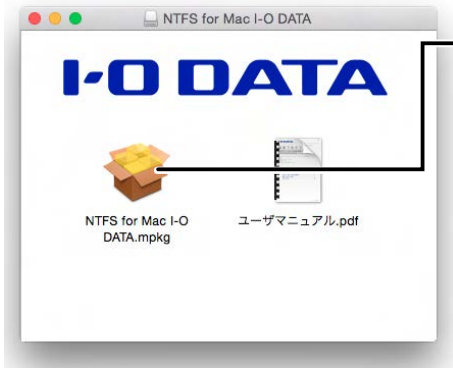 NTFS for Mac I-O DATA
I-O DATA
NTFS for Mac I-O
DATA.mpkg
ユーザマニュアル.pdf